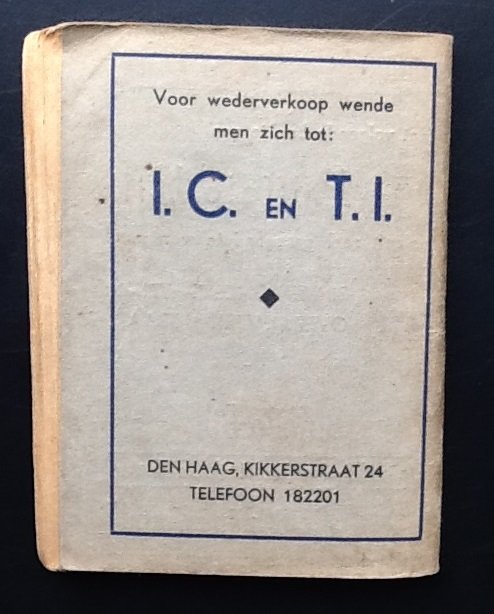 Voor wederverkoop wende
men zich tot:
I. C. EN T. I.
DEN HAAG, KIKKERSTRAAT 24
TELEFOON 182201